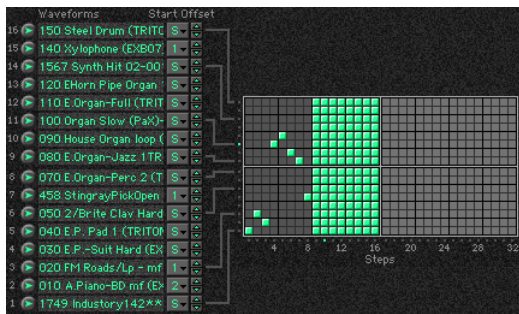 Waveforms Start Offset
16 150 Steel Drum (TRITC S
15 140 Xylophone (EXB07) 1
14 1567 Synth Hit 02-00 S
13 120 EHorn Pipe Organ S
12 110 E.Organ-Full (TRIT S
11 100 Organ Slow (PaX)- S
10 090 House Organ loop ( S
9 080 E.Organ-Jazz 1TR S
8 070 E.Organ-Perc 2 (T S
7 458 StingrayPickOpen 1
6 050 2/Brite Clav Hard S
5 040 E.P. Pad 1 (TRITON S
4 030 E.P.-Suit Hard (EX S
3 020 FM Roads/Lp - mf 1
2 010 A.Piano-BD mf (EX 2
1 1749 Industory142** S
4 8 12 16 20 24 28 32
Steps